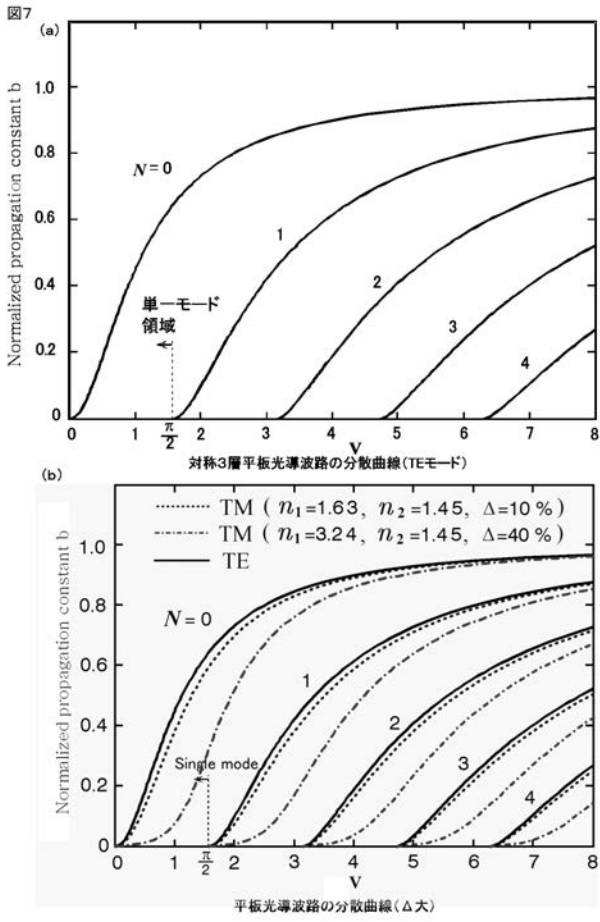 図7
(a)
Normalized propagation constant b
1.0
0.8
0.6
0.4
0.2
0
N=0
1
2
3
4
単一モード
領域
0 1 π/2 2 3 4 5 6 7 8
V
対称3層平板光導波路の分散曲線(TEモード)
(b)
Normalized propagation constant b
TM ( n1=1.63, n2=1.45, Δ=10 %)
TM ( n1=3.24, n2=1.45, Δ=40 %)
TE
1.0
0.8
0.6
0.4
0.2
0
N=0
1
2
3
4
Single mode
0 1 π/2 2 3 4 5 6 7 8
V
平板光導波路の分散曲線(Δ大)